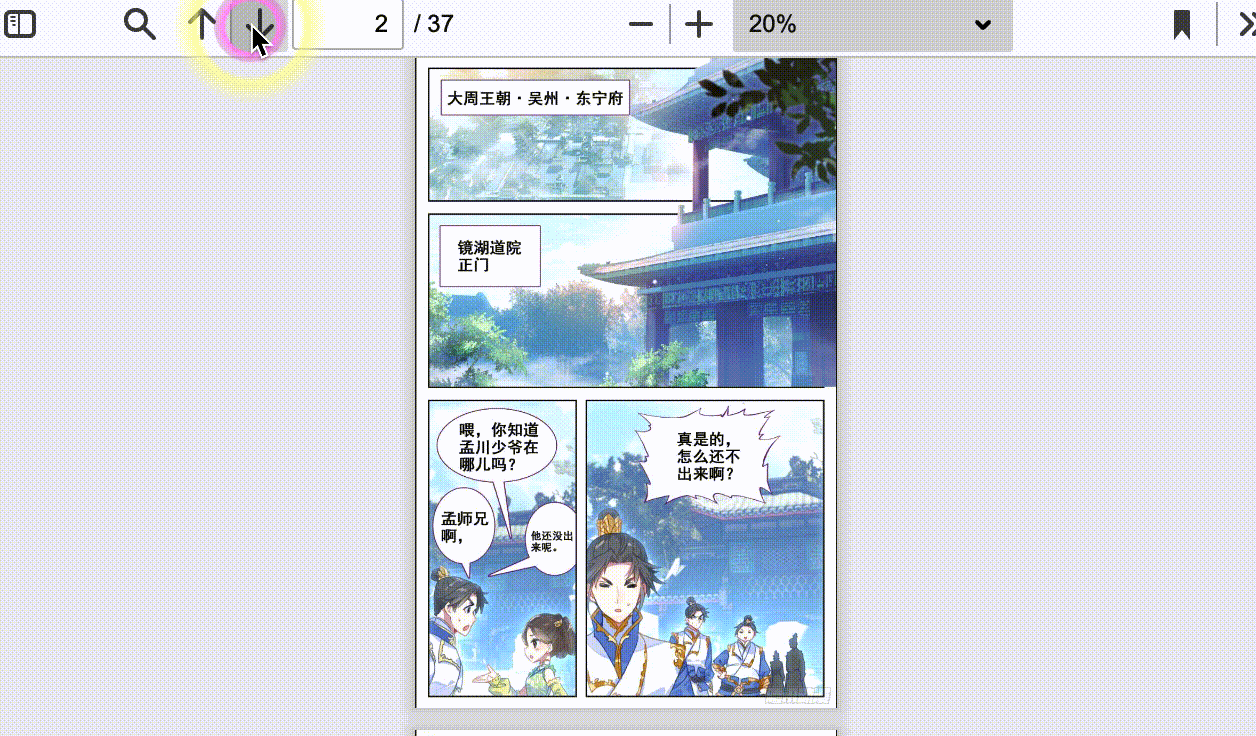 2 / 37
20%
大周王朝·吴州·东宁府
镜湖道院
正门
喂，你知道
孟川少爷在
哪儿吗？
孟师兄
啊，
他还没出
来呢。
真是的，
怎么还不
出来啊？